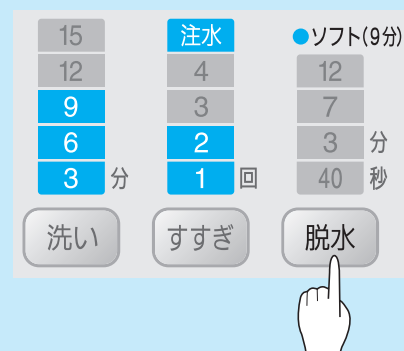 15 注水 ●ソフト(9分)
12 4 12
9 3 7
6 2 3 分
3 分 1 回 40 秒
洗い すすぎ 脱水